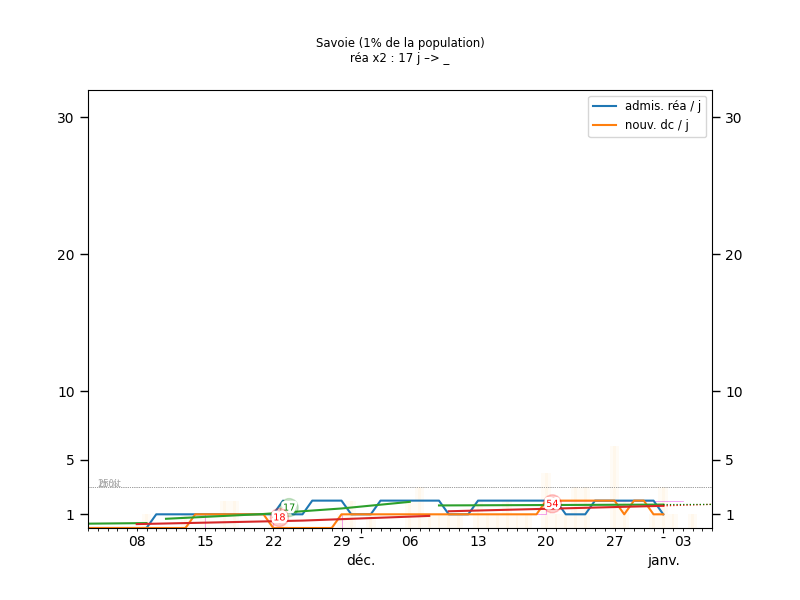 Savoie (1% de la population)
réa x2 : 17 j –> _
admis. réa / j
nouv. dc / j
30 30
20 20
10 10
5 5
17
54
18
1 1
08 15 22 29 - 06 13 20 27 - 03
déc. janv.